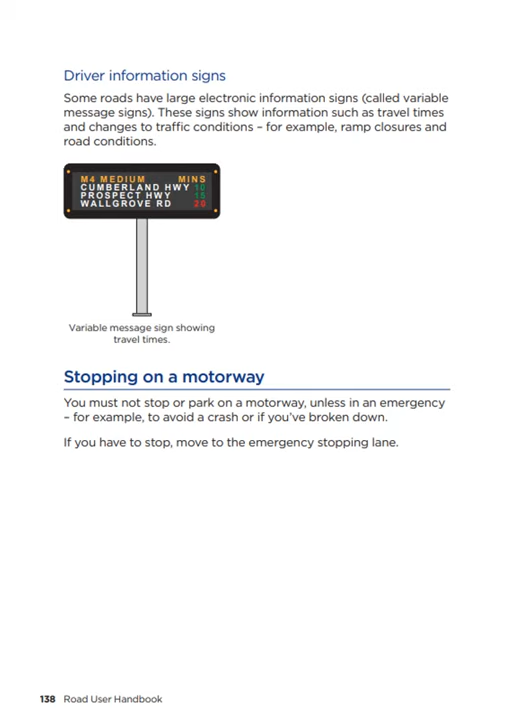 Driver information signs
Some roads have large electronic information signs (called variable
message signs). These signs show information such as travel times
and changes to traffic conditions – for example, ramp closures and
road conditions.
M4 MEDIUM MINS
CUMBERLAND HWY 10
PROSPECT HWY 15
WALLGROVE RD 20
Variable message sign showing
travel times.
Stopping on a motorway
You must not stop or park on a motorway, unless in an emergency
– for example, to avoid a crash or if you’ve broken down.
If you have to stop, move to the emergency stopping lane.
138 Road User Handbook